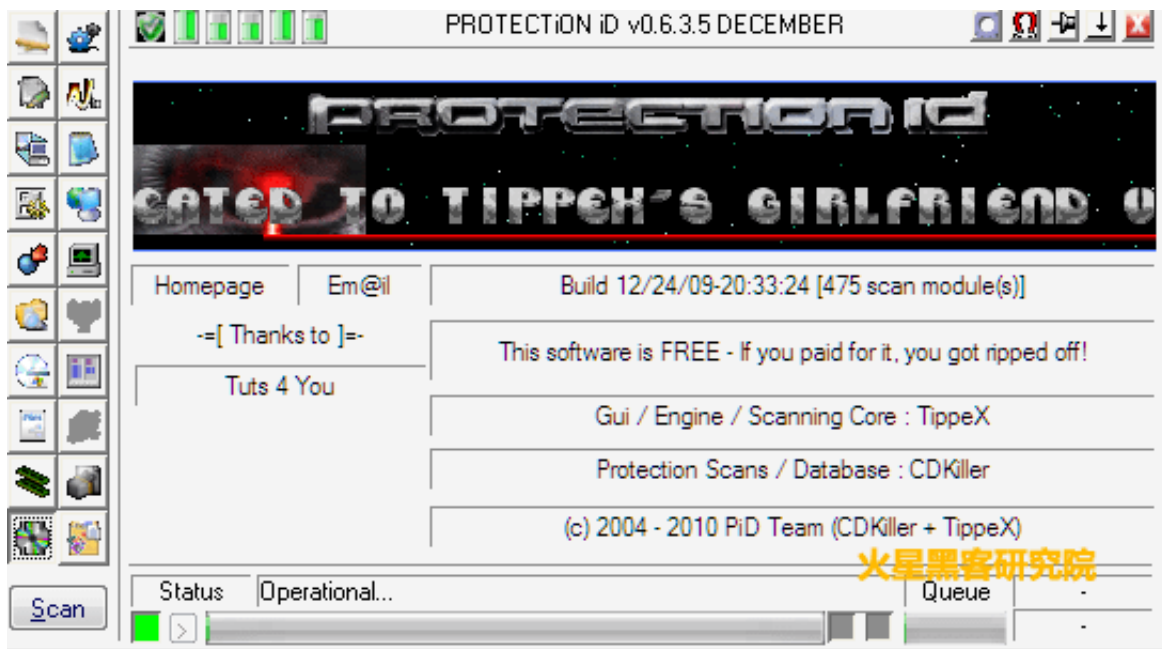 PROTECTiON iD v0.6.3.5 DECEMBER
PROTECTION ID
CATED TO TIPPEX'S GIRLFRIEND
Homepage
Em@il
Build 12/24/09-20:33:24 [475 scan module(s)]
-=[ Thanks to ]=-
This software is FREE - If you paid for it, you got ripped off!
Tuts 4 You
Gui / Engine / Scanning Core : TippeX
Protection Scans / Database : CDKiller
(c) 2004 - 2010 PiD Team (CDKiller + TippeX)
火星黑客研究院
Status
Operational...
Queue
-
Scan
-